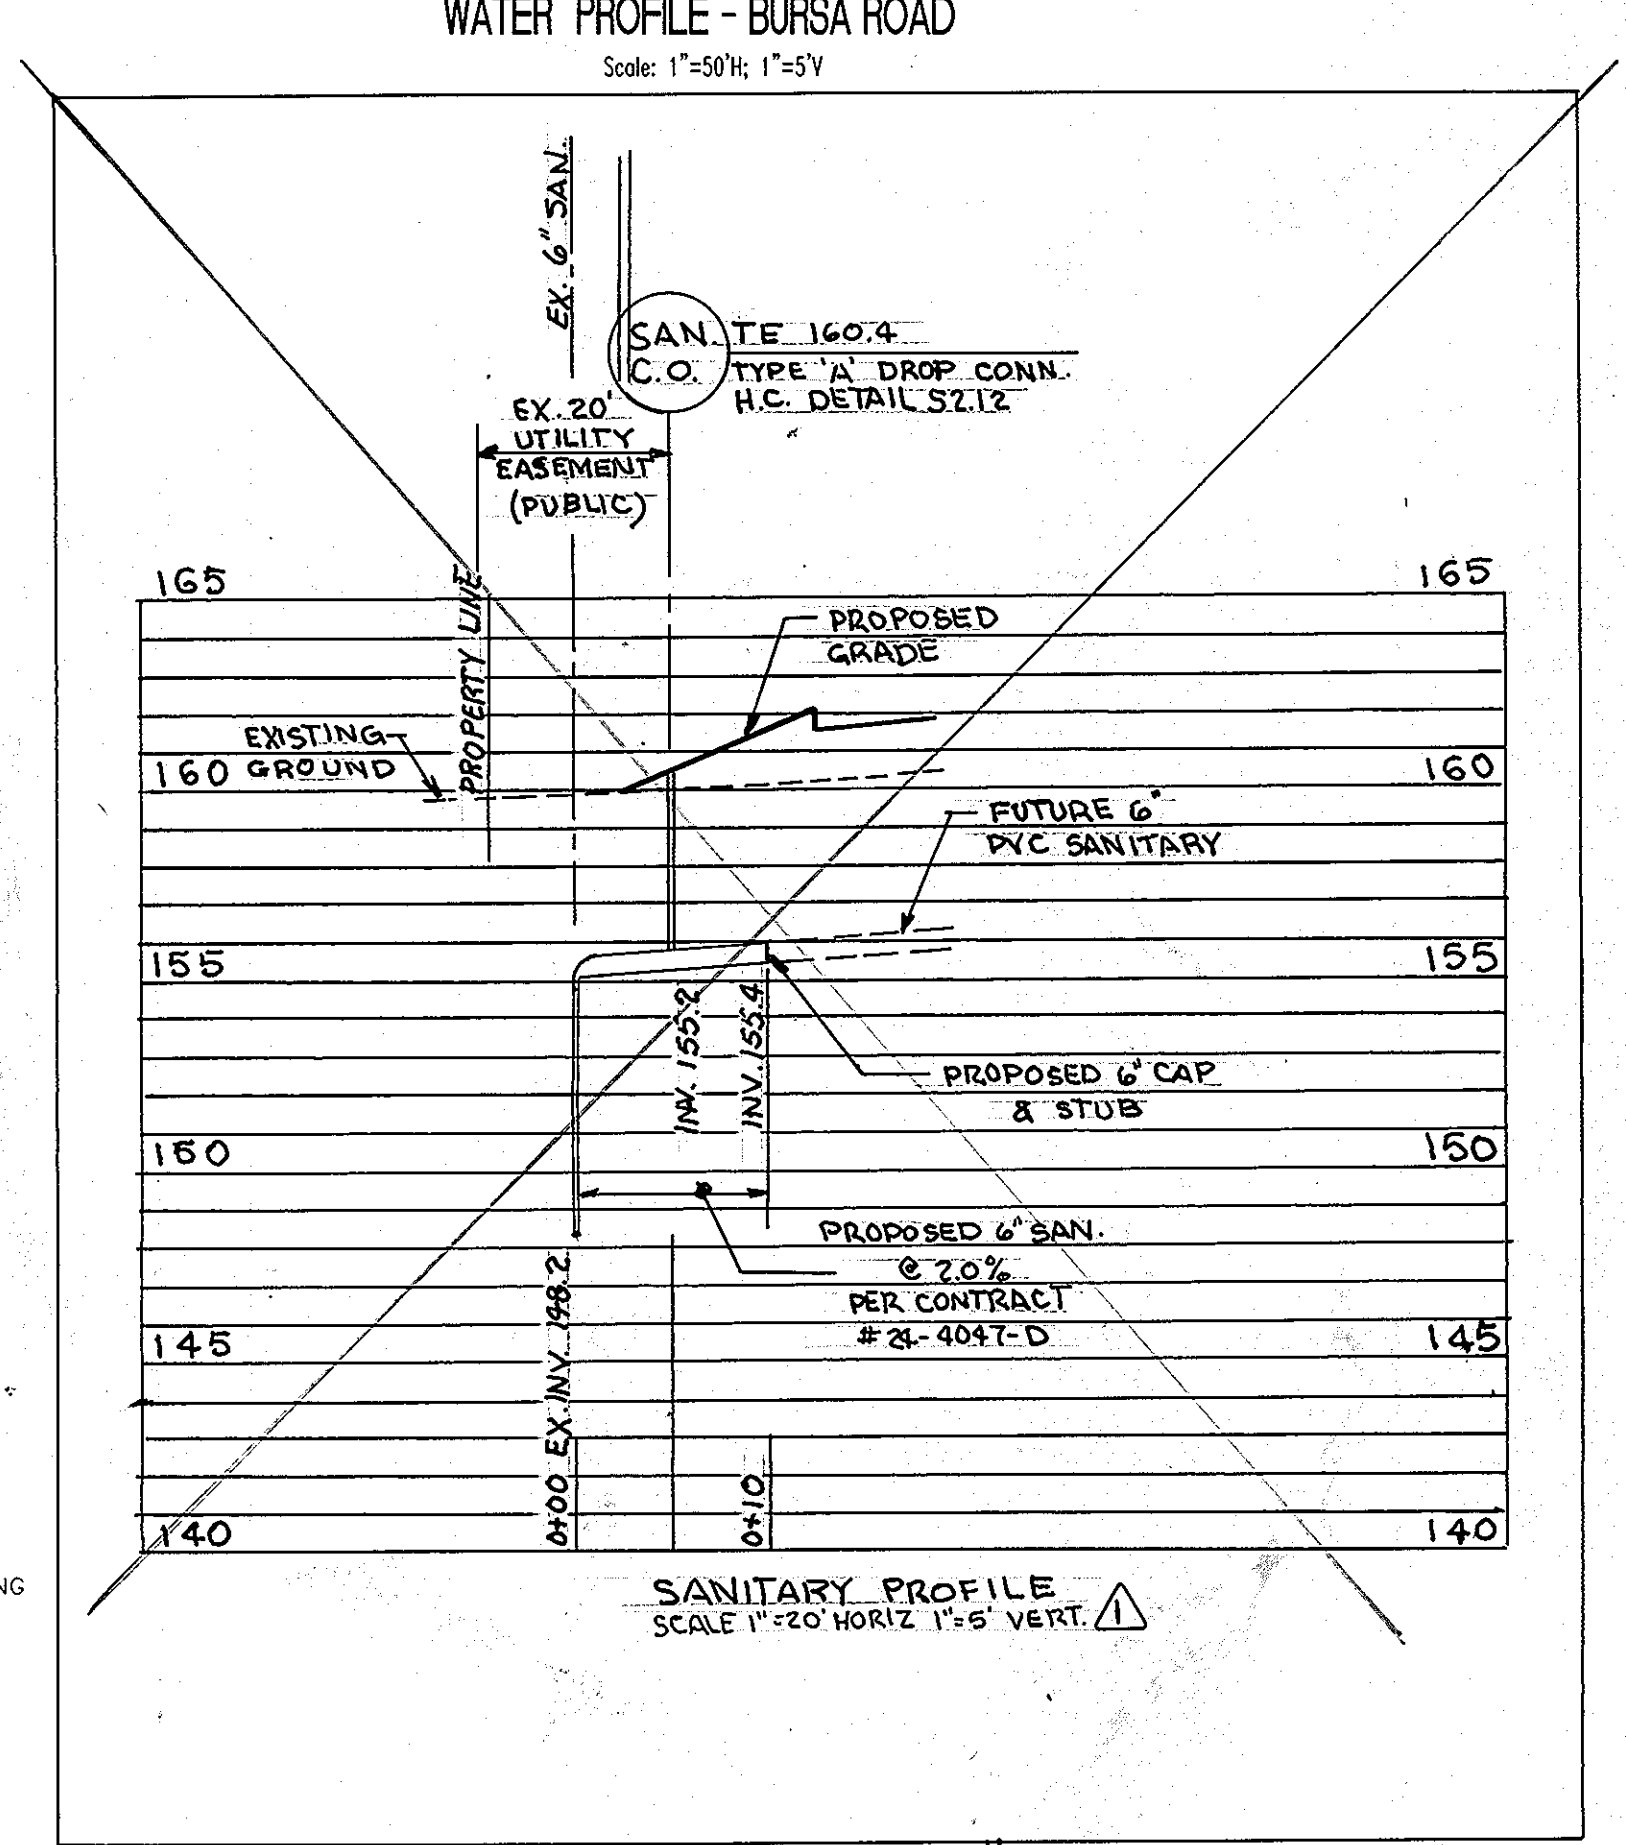 WATER PROFILE - BURSA ROAD
Scale: 1"=50'H; 1"=5'V
EX. 6" SAN.
SAN. TE 160.4
C.O. TYPE 'A' DROP CONN.
H.C. DETAIL S2.12
EX. 20'
UTILITY
EASEMENT
(PUBLIC)
165 165
PROPERTY LINE
PROPOSED
GRADE
EXISTING
GROUND
160 160
FUTURE 6"
PVC SANITARY
155 155
INV. 155.2
INV. 155.4
PROPOSED 6" CAP
& STUB
150 150
PROPOSED 6" SAN.
@ 2.0%
PER CONTRACT
# 24-4047-D
145 145
0+00 EX. INV. 148.2
0+10
140 140
NG
SANITARY PROFILE
SCALE 1"=20' HORIZ 1"=5' VERT. 1